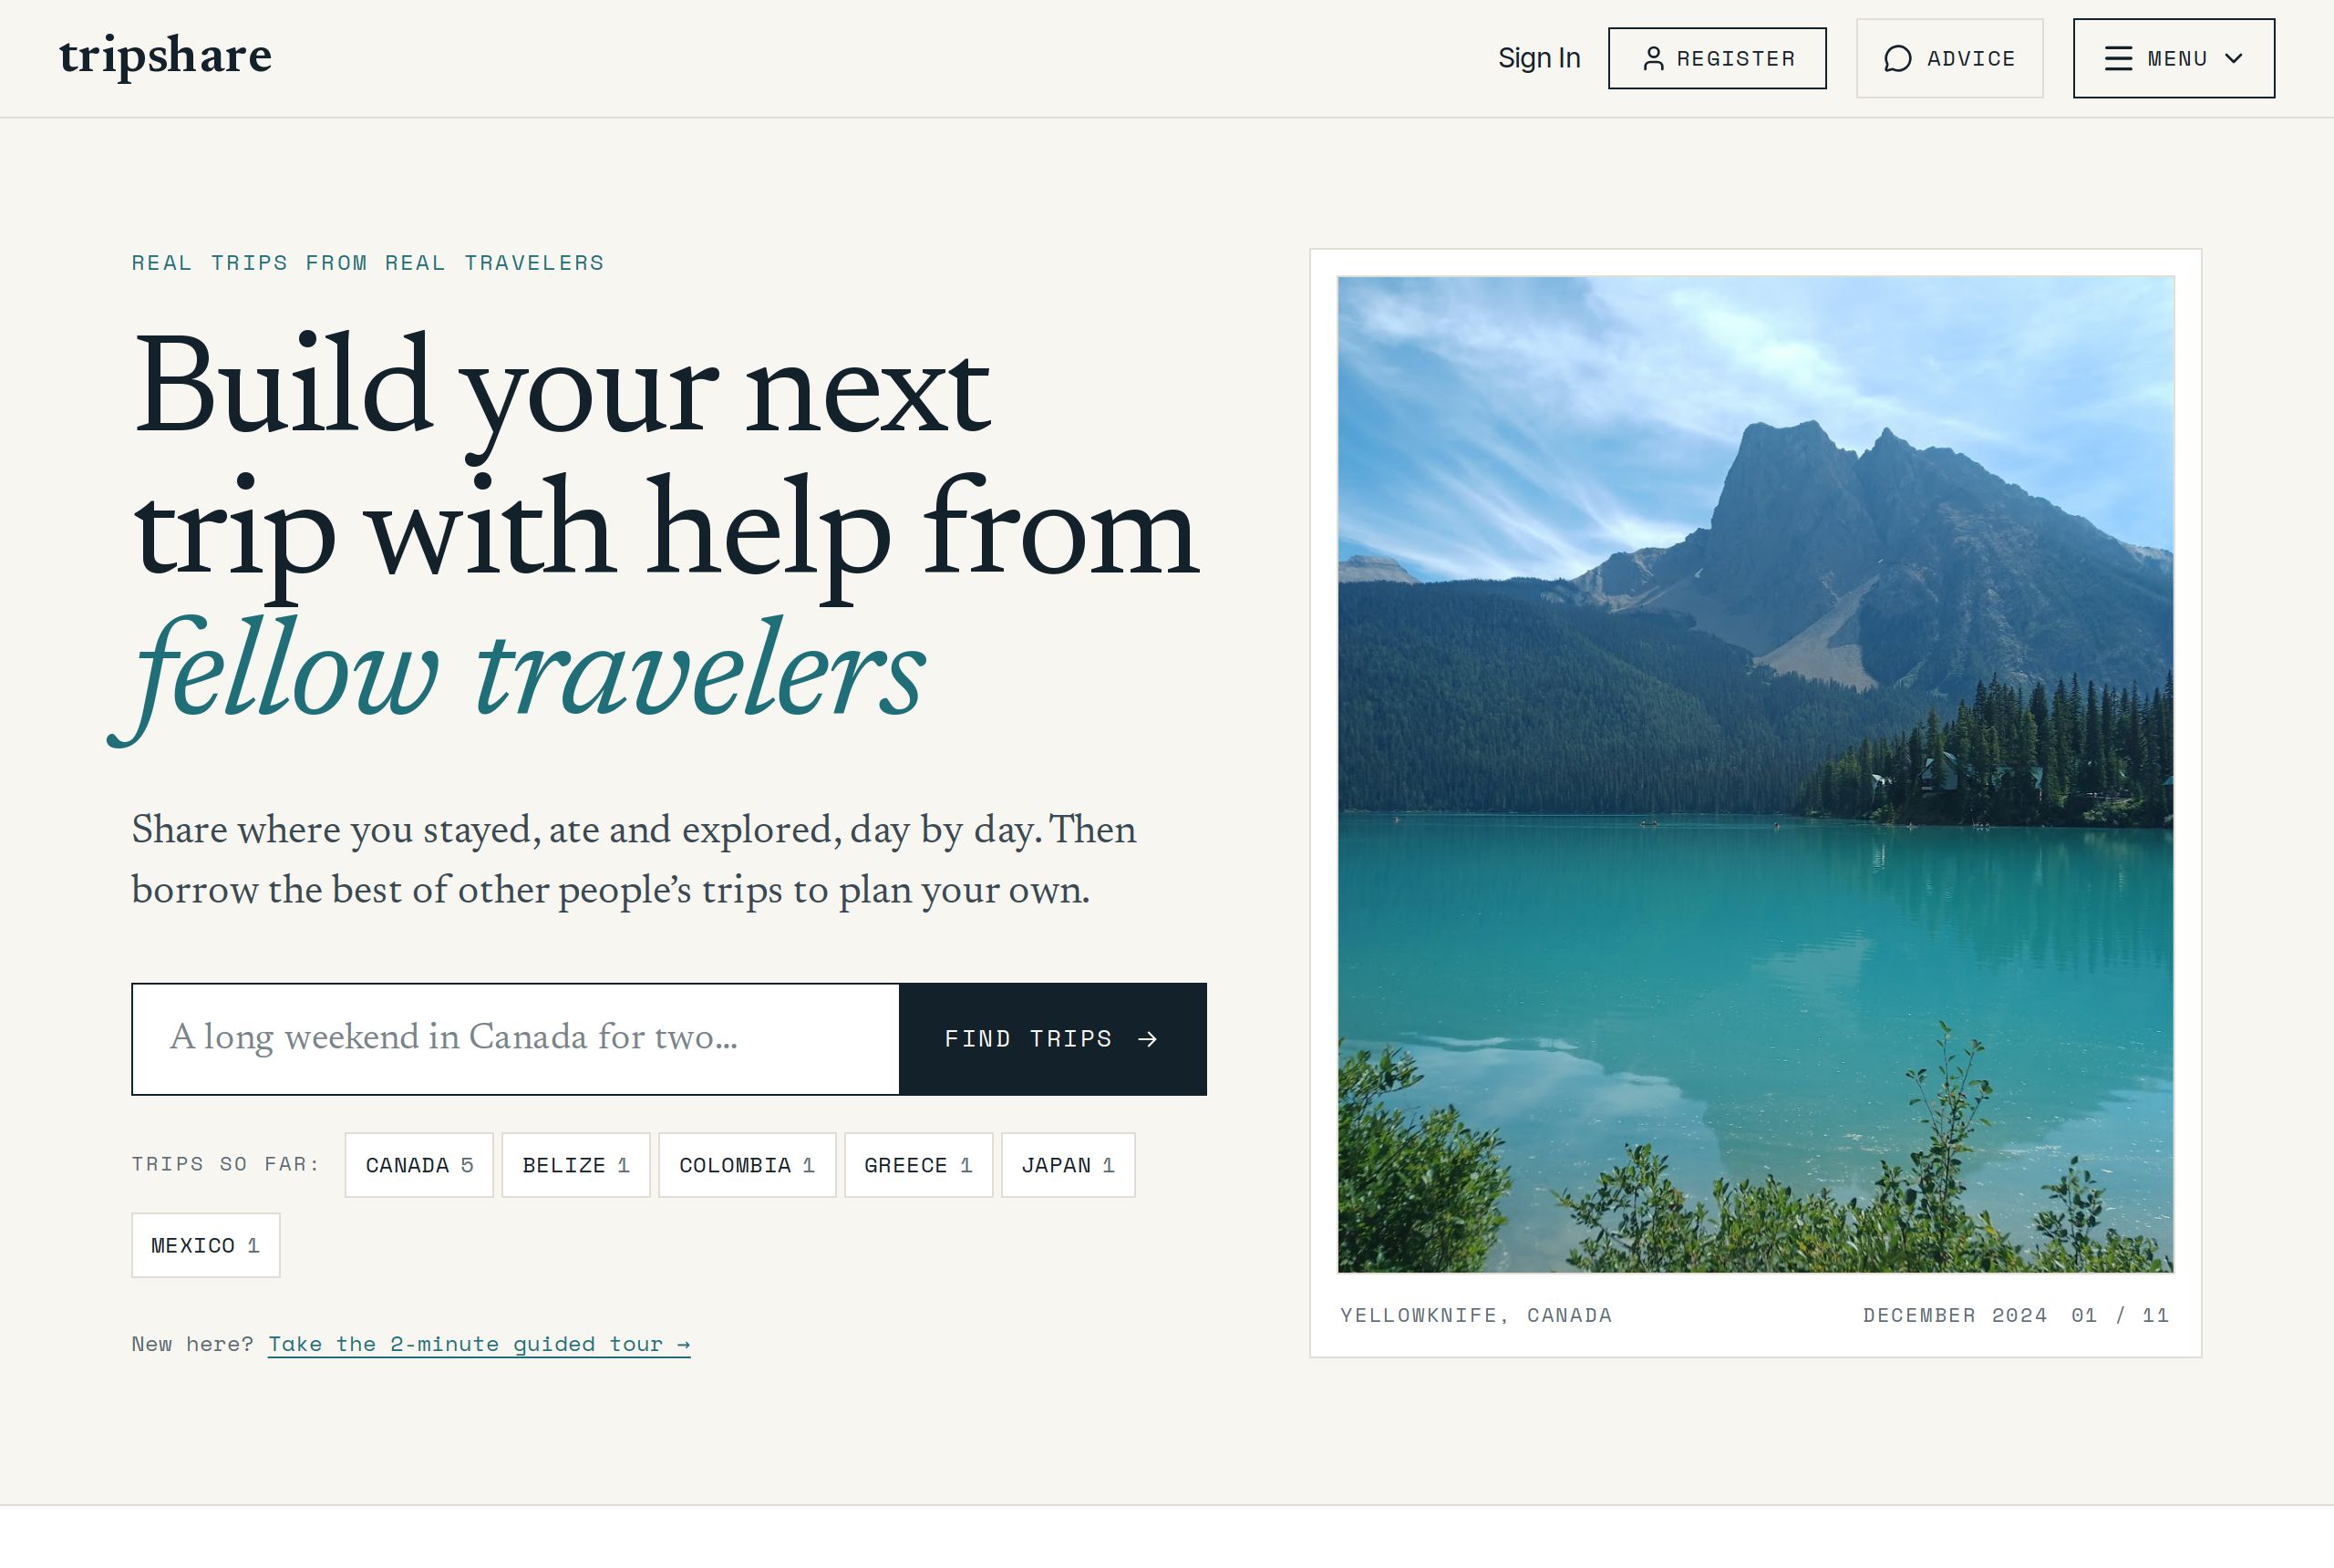 tripshare
Sign In
REGISTER
ADVICE
MENU
REAL TRIPS FROM REAL TRAVELERS
Build your next
trip with help from
fellow travelers
Share where you stayed, ate and explored, day by day. Then
borrow the best of other people’s trips to plan your own.
A long weekend in Canada for two…
FIND TRIPS →
TRIPS SO FAR:
CANADA 5
BELIZE 1
COLOMBIA 1
GREECE 1
JAPAN 1
MEXICO 1
New here? Take the 2-minute guided tour →
YELLOWKNIFE, CANADA
DECEMBER 2024 01 / 11